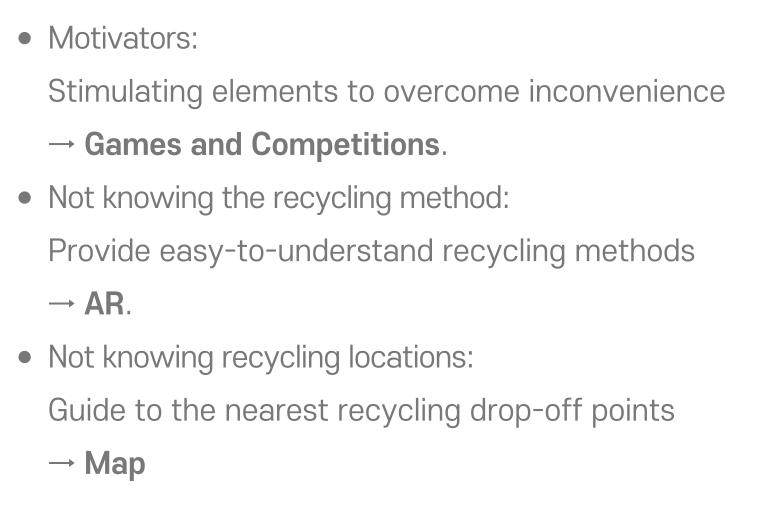 • Motivators:
Stimulating elements to overcome inconvenience
→ Games and Competitions.
• Not knowing the recycling method:
Provide easy-to-understand recycling methods
→ AR.
• Not knowing recycling locations:
Guide to the nearest recycling drop-off points
→ Map